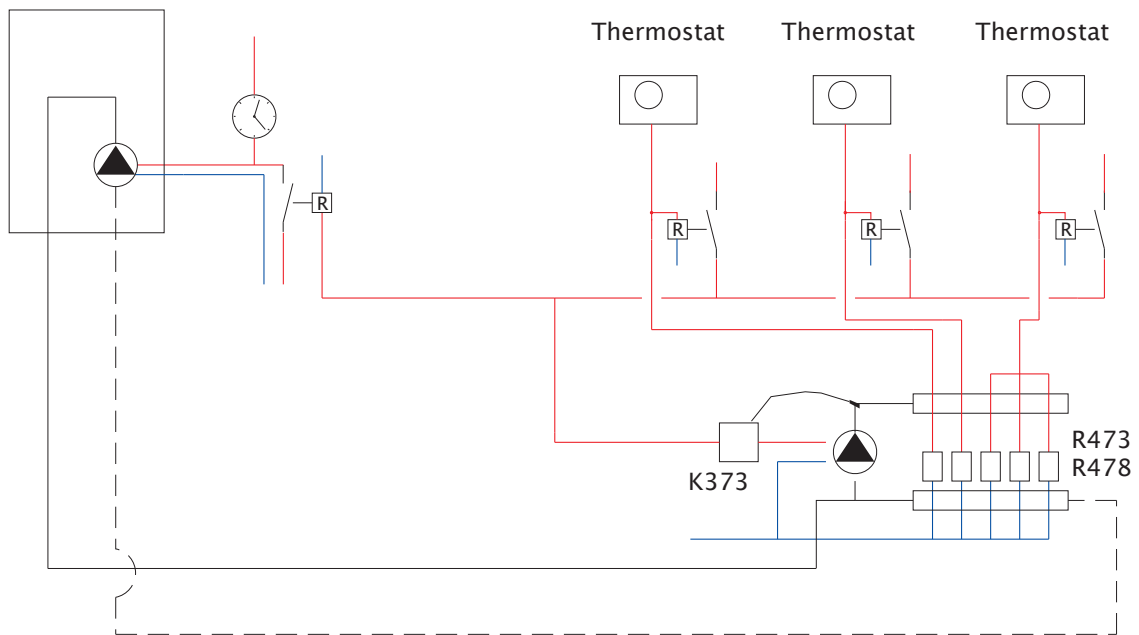 Thermostat Thermostat Thermostat
R
R R R
R473
R478
K373